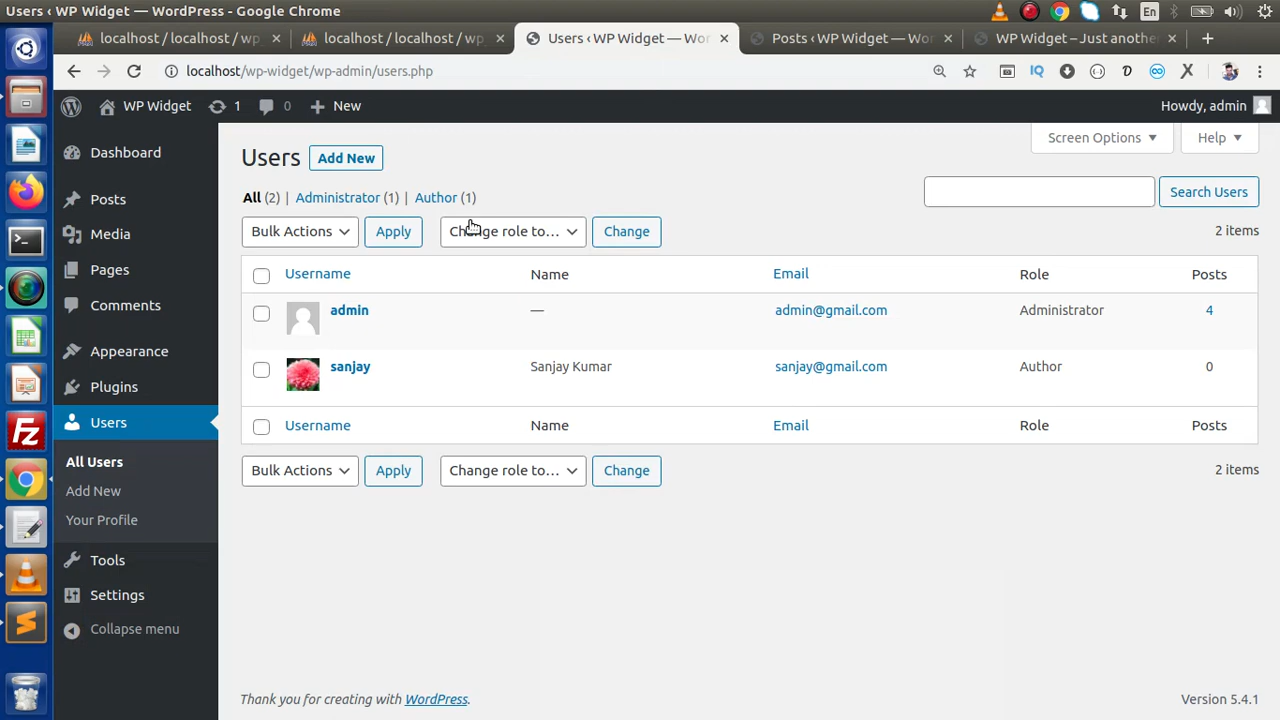 Users ‹ WP Widget — WordPress - Google Chrome
En
localhost / localhost / wp_
localhost / localhost / wp_
Users ‹ WP Widget — Wor
Posts ‹ WP Widget — Wor
WP Widget – Just another
localhost/wp-widget/wp-admin/users.php
IQ
D
X
WP Widget
1
0
New
Howdy, admin
Dashboard
Posts
Media
Pages
Comments
Appearance
Plugins
Users
All Users
Add New
Your Profile
Tools
Settings
Collapse menu
Screen Options
Help
Users
Add New
All (2) | Administrator (1) | Author (1)
Search Users
Bulk Actions
Apply
Change role to...
Change
2 items
Username
Name
Email
Role
Posts
admin
—
admin@gmail.com
Administrator
4
sanjay
Sanjay Kumar
sanjay@gmail.com
Author
0
Username
Name
Email
Role
Posts
Bulk Actions
Apply
Change role to...
Change
2 items
Thank you for creating with WordPress.
Version 5.4.1